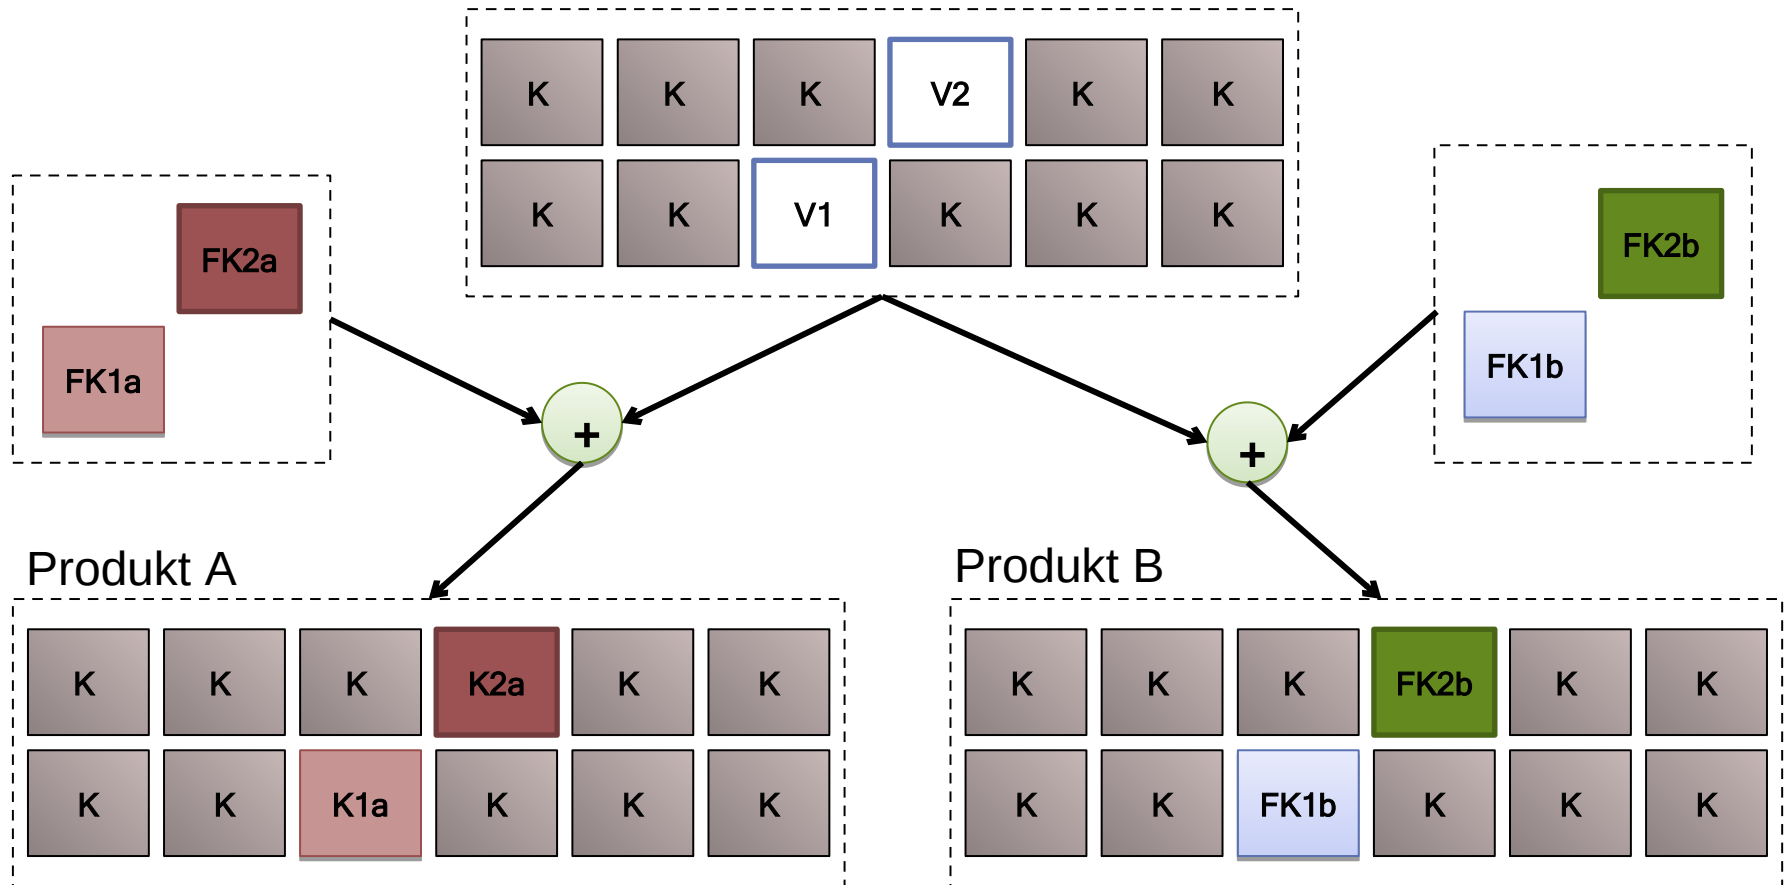 K K K V2 K K
K K V1 K K K
FK2a
FK1a
FK2b
FK1b
+
+
Produkt A
K K K K2a K K
K K K1a K K K
Produkt B
K K K FK2b K K
K K FK1b K K K